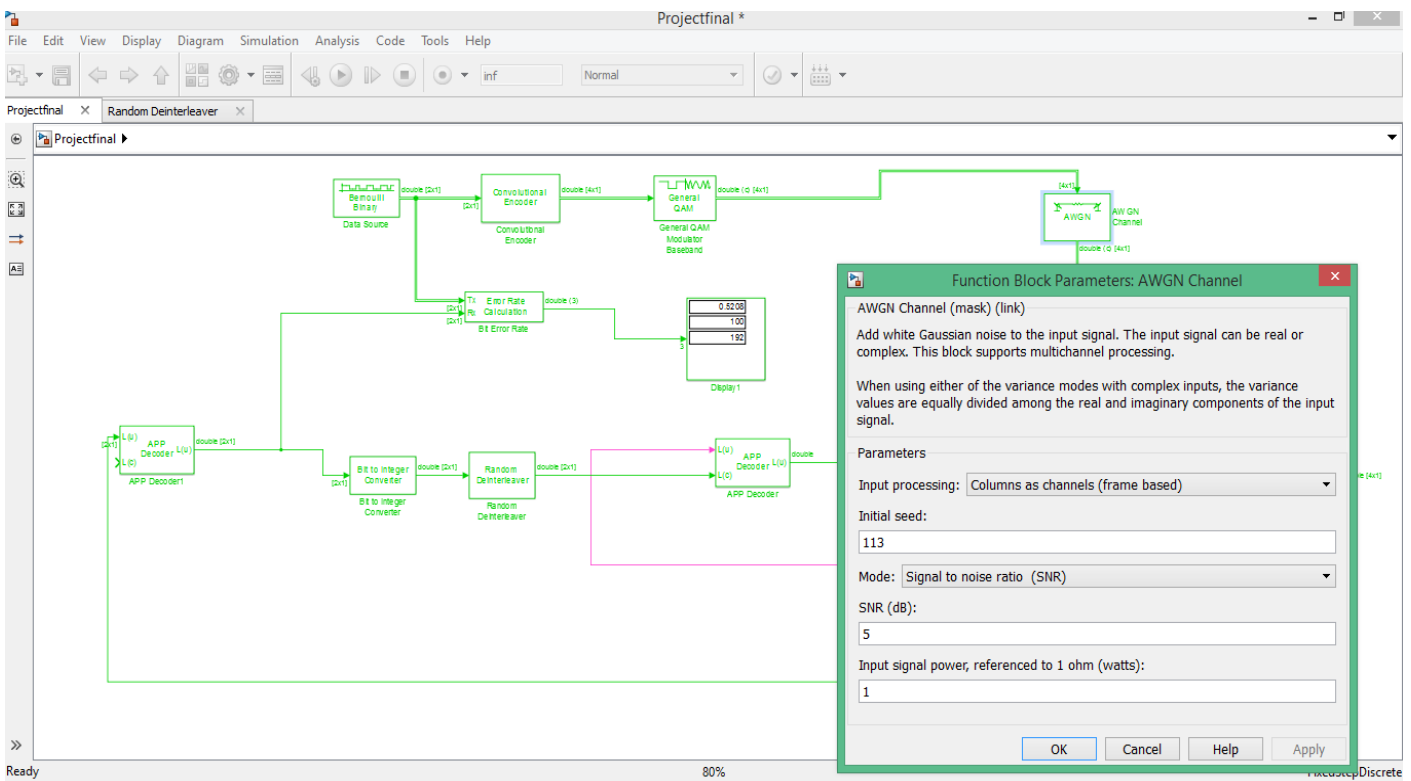 Projectfinal *
File Edit View Display Diagram Simulation Analysis Code Tools Help
inf
Normal
Projectfinal
Random Deinterleaver
Projectfinal
Bernoulli
Binary
Data Source
double [2x1]
[2x1]
Convolutional
Encoder
Convolutional
Encoder
double [4x1]
General
QAM
General QAM
Modulator
Baseband
double (c) [4x1]
[4x1]
AWGN
AWGN
Channel
double (c) [4x1]
[2x1]
[2x1]
Tx Error Rate
Rx Calculation
Bit Error Rate
double (3)
3
0.5208
100
192
Display1
[2x1]
L(u)
L(c)
APP
Decoder
L(u)
APP Decoder1
double [2x1]
[2x1]
Bit to Integer
Converter
Bit to Integer
Converter
double [2x1]
Random
Deinterleaver
Random
Deinterleaver
double [2x1]
L(u)
L(c)
APP
Decoder
L(u)
APP Decoder
double
[4x1]
Function Block Parameters: AWGN Channel
AWGN Channel (mask) (link)
Add white Gaussian noise to the input signal. The input signal can be real or
complex. This block supports multichannel processing.
When using either of the variance modes with complex inputs, the variance
values are equally divided among the real and imaginary components of the input
signal.
Parameters
Input processing: Columns as channels (frame based)
Initial seed:
113
Mode: Signal to noise ratio (SNR)
SNR (dB):
5
Input signal power, referenced to 1 ohm (watts):
1
OK Cancel Help Apply
Ready
80%
FixedStepDiscrete